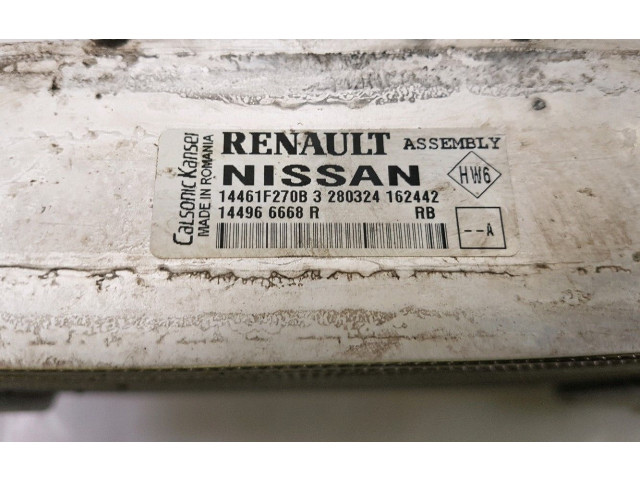 Calsonic Kansei
MADE IN ROMANIA
RENAULT ASSEMBLY
NISSAN
HW6
14461F270B 3 280324 162442
14496 6668 R RB
--A